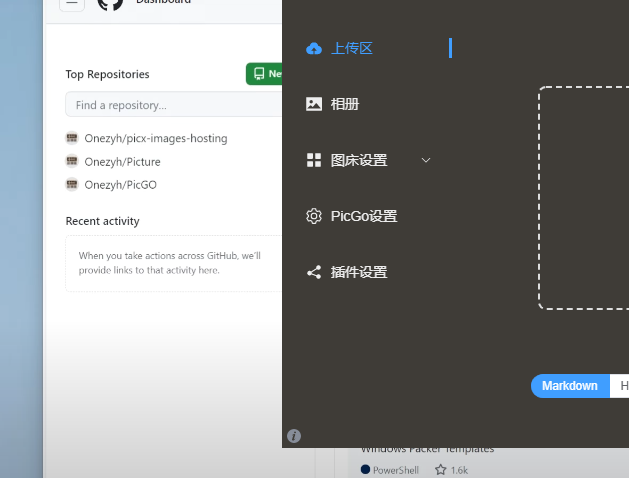 Dashboard
Top Repositories
Ne
Find a repository...
Onezyh/picx-images-hosting
Onezyh/Picture
Onezyh/PicGO
Recent activity
When you take actions across GitHub, we'll
provide links to that activity here.
上传区
相册
图床设置
PicGo设置
插件设置
Markdown
H
Windows Packer Templates
PowerShell
1.6k